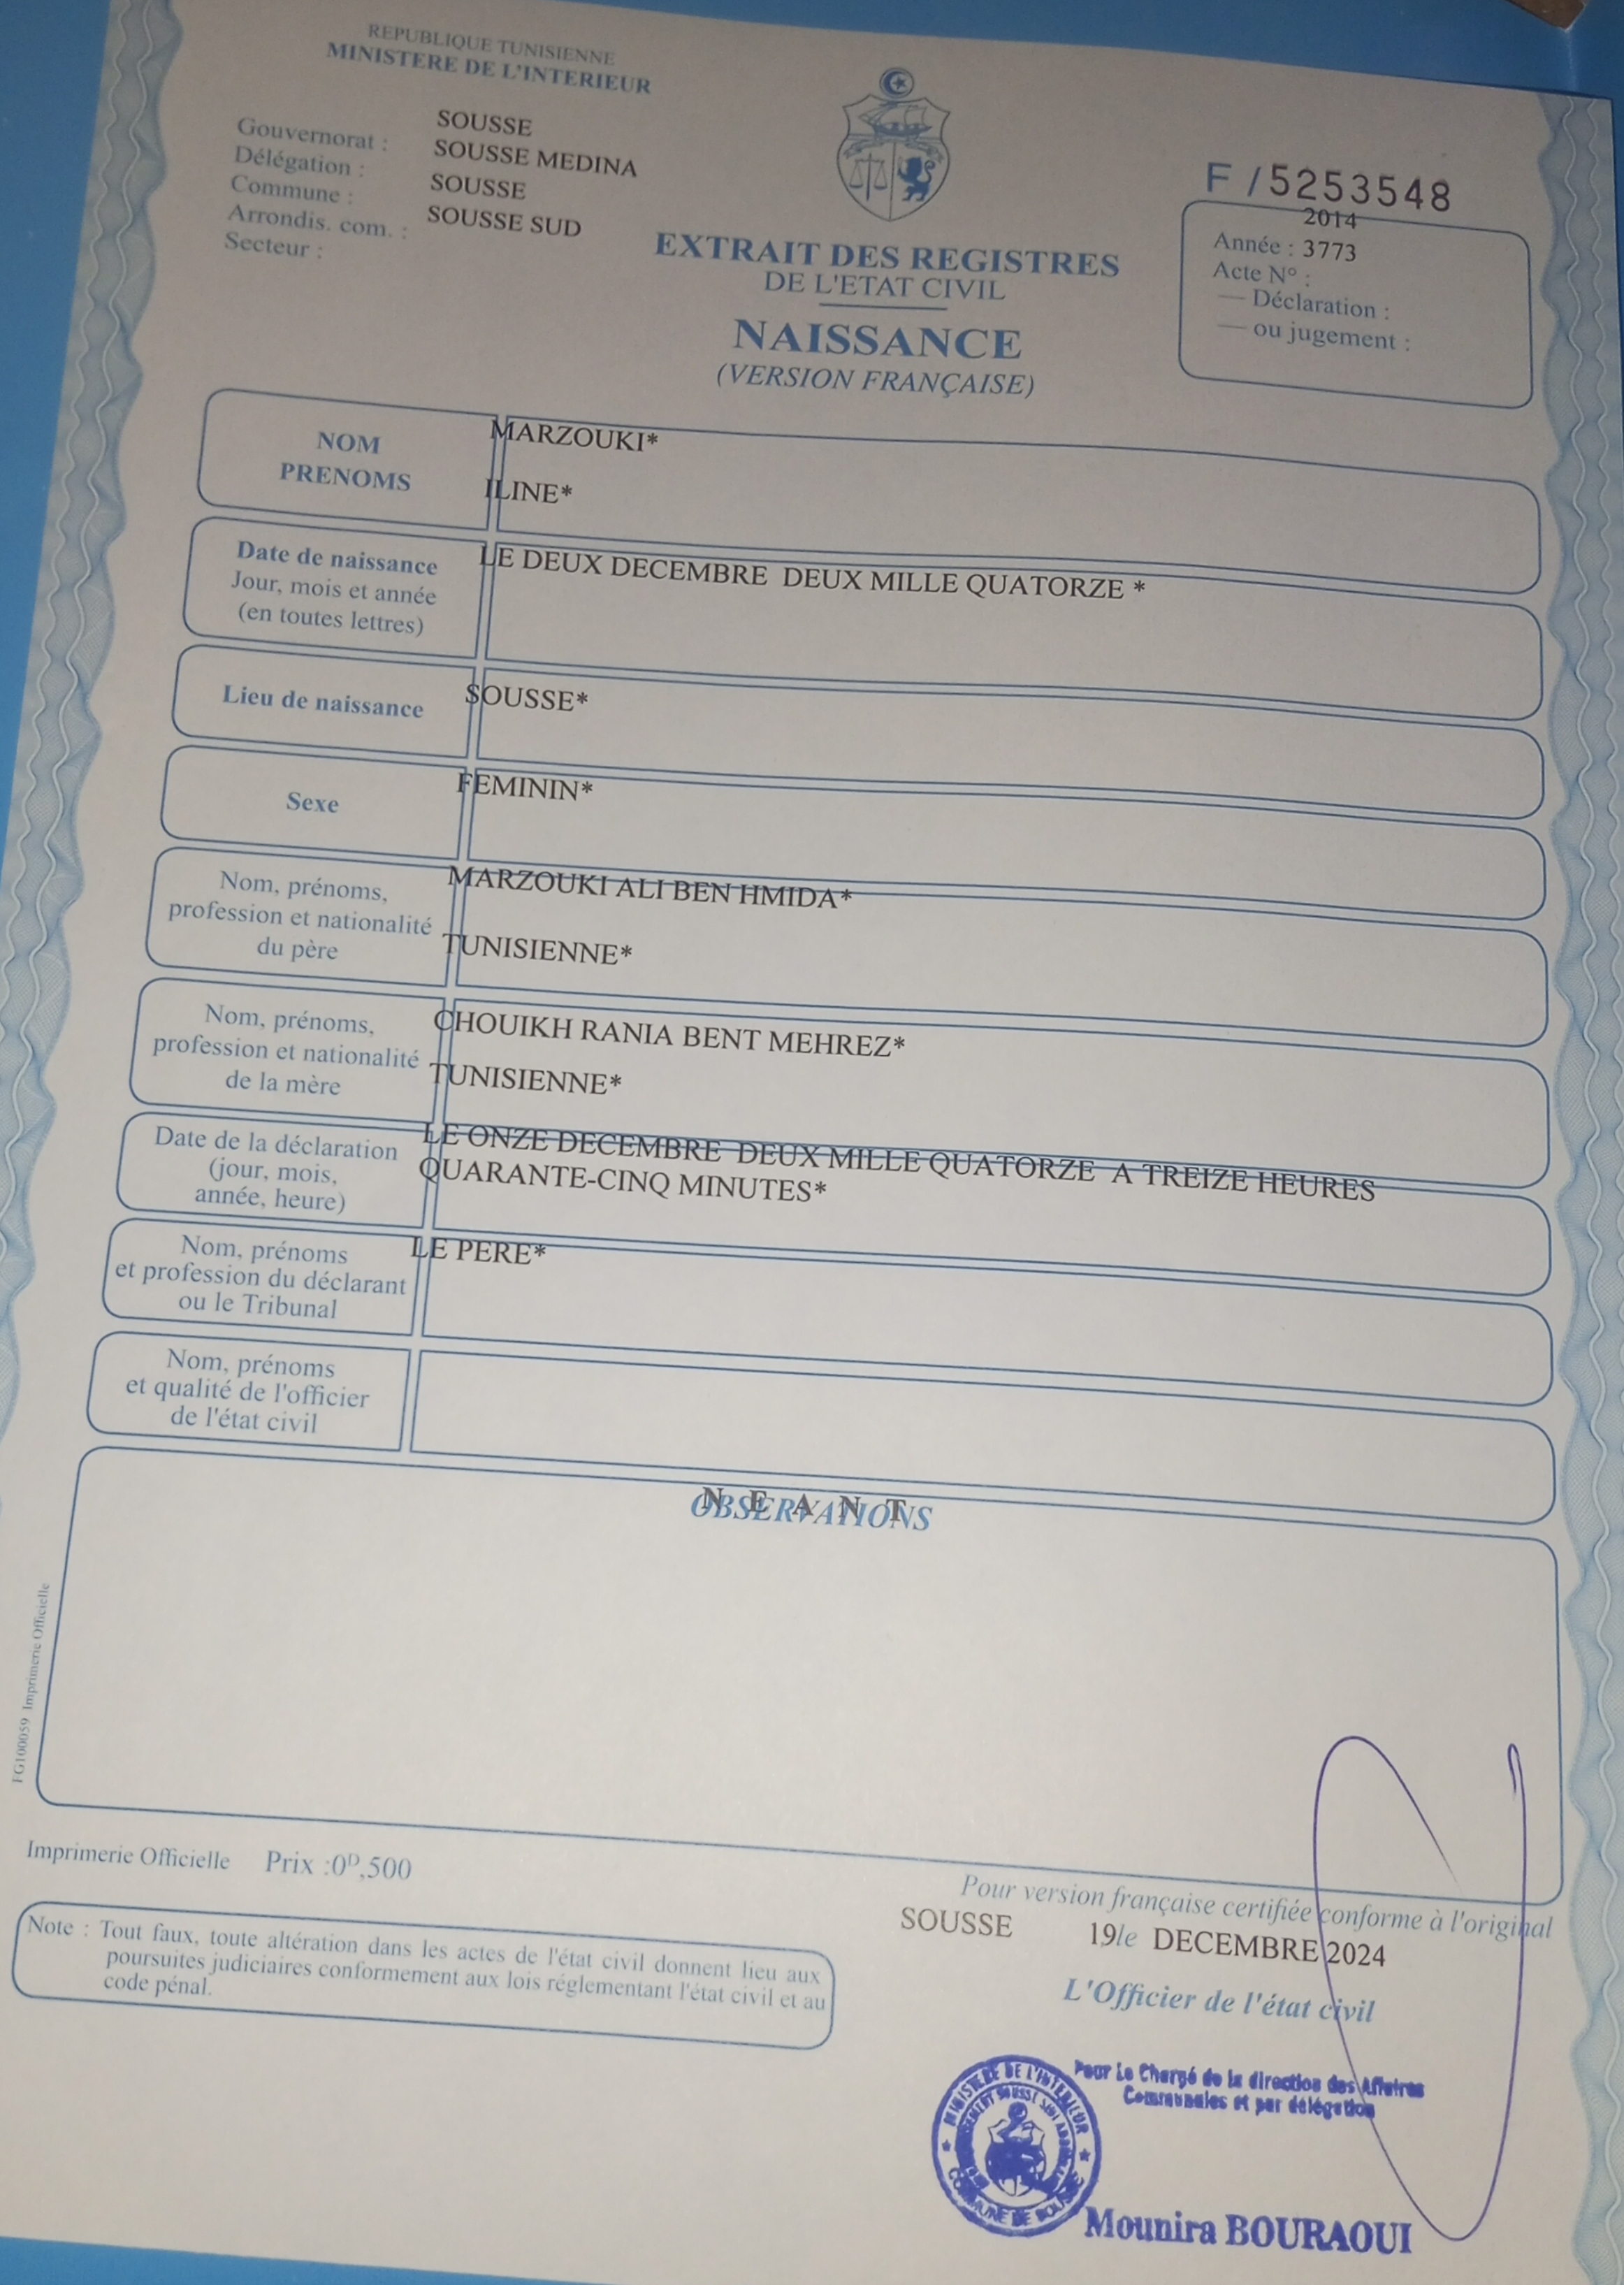 REPUBLIQUE TUNISIENNE
MINISTERE DE L'INTERIEUR
Gouvernorat : SOUSSE
Délégation : SOUSSE MEDINA
Commune : SOUSSE
Arrondis. com. : SOUSSE SUD
Secteur :
F / 5253548
2014
Année : 3773
Acte N° :
— Déclaration :
— ou jugement :
EXTRAIT DES REGISTRES
DE L'ETAT CIVIL
NAISSANCE
(VERSION FRANÇAISE)
NOM
PRENOMS
MARZOUKI*
ILINE*
Date de naissance
Jour, mois et année
(en toutes lettres)
LE DEUX DECEMBRE DEUX MILLE QUATORZE *
Lieu de naissance
SOUSSE*
Sexe
FEMININ*
Nom, prénoms,
profession et nationalité
du père
MARZOUKI ALI BEN HMIDA*
TUNISIENNE*
Nom, prénoms,
profession et nationalité
de la mère
CHOUIKH RANIA BENT MEHREZ*
TUNISIENNE*
Date de la déclaration
(jour, mois,
année, heure)
LE ONZE DECEMBRE DEUX MILLE QUATORZE A TREIZE HEURES
QUARANTE-CINQ MINUTES*
Nom, prénoms
et profession du déclarant
ou le Tribunal
LE PERE*
Nom, prénoms
et qualité de l'officier
de l'état civil
OBSERVATIONS
N E A N T
FG100059 Imprimerie Officielle
Imprimerie Officielle Prix :0D,500
Note : Tout faux, toute altération dans les actes de l'état civil donnent lieu aux
poursuites judiciaires conformement aux lois réglementant l'état civil et au
code pénal.
Pour version française certifiée conforme à l'original
SOUSSE 19le DECEMBRE 2024
L'Officier de l'état civil
Pour Le Chargé de la direction des Affaires
Communales et par délégation
MINISTERE DE L'INTERIEUR
COMMUNE DE SOUSSE
Mounira BOURAOUI